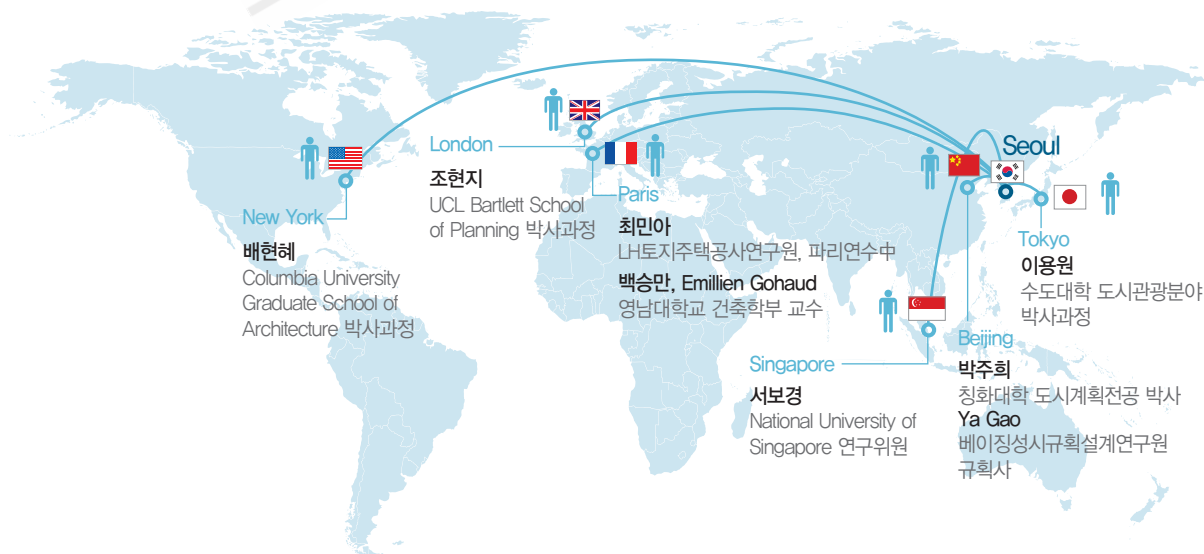 New York
배현혜
Columbia University
Graduate School of
Architecture 박사과정
London
조현지
UCL Bartlett School
of Planning 박사과정
Paris
최민아
LH토지주택공사연구원, 파리연수中
백승만, Emillien Gohaud
영남대학교 건축학부 교수
Singapore
서보경
National University of
Singapore 연구위원
Seoul
Beijing
박주희
칭화대학 도시계획전공 박사
Ya Gao
베이징성시규획설계연구원
규획사
Tokyo
이용원
수도대학 도시관광분야
박사과정